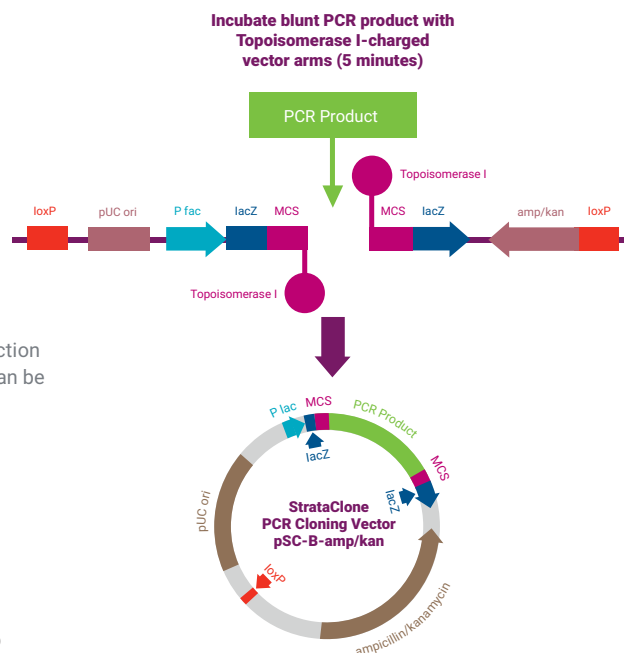 Incubate blunt PCR product with
Topoisomerase I-charged
vector arms (5 minutes)
PCR Product
Topoisomerase I
loxP
pUC ori
P fac
lacZ
MCS
MCS
lacZ
amp/kan
loxP
Topoisomerase I
ction
an be
P lac
MCS
PCR Product
lacZ
MCS
lacZ
pUC ori
StrataClone
PCR Cloning Vector
pSC-B-amp/kan
loxP
ampicillin/kanamycin